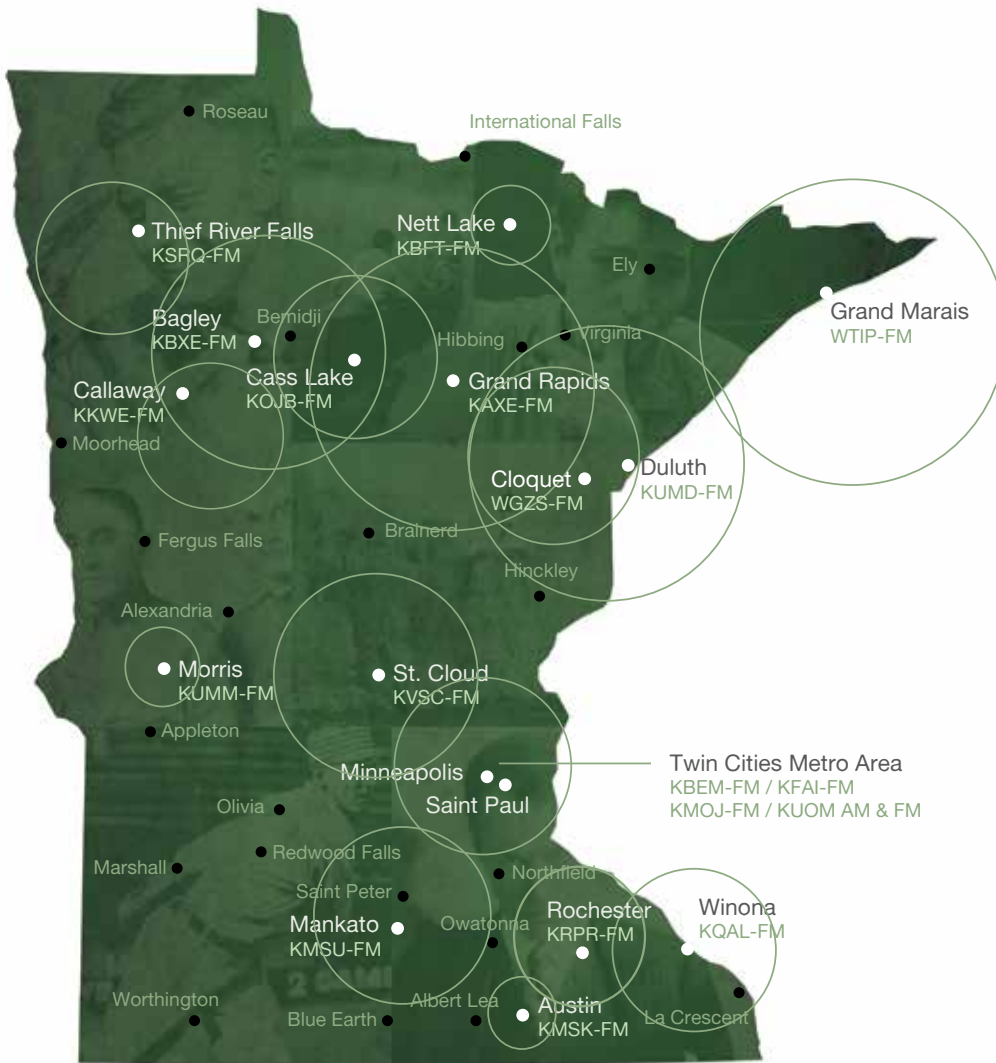 Roseau
International Falls
Thief River Falls
KSRQ-FM
Nett Lake
KBFT-FM
Ely
Grand Marais
WTIP-FM
Bagley
KBXE-FM
Bemidji
Hibbing
Virginia
Cass Lake
KOJB-FM
Grand Rapids
KAXE-FM
Callaway
KKWE-FM
Moorhead
Cloquet
WGZS-FM
Duluth
KUMD-FM
Fergus Falls
Brainerd
Hinckley
Alexandria
Morris
KUMM-FM
St. Cloud
KVSC-FM
Appleton
Minneapolis
Saint Paul
Twin Cities Metro Area
KBEM-FM / KFAI-FM
KMOJ-FM / KUOM AM & FM
Olivia
Redwood Falls
Marshall
Northfield
Saint Peter
Mankato
KMSU-FM
Owatonna
Rochester
KRPR-FM
Winona
KQAL-FM
Worthington
Blue Earth
Albert Lea
Austin
KMSK-FM
La Crescent